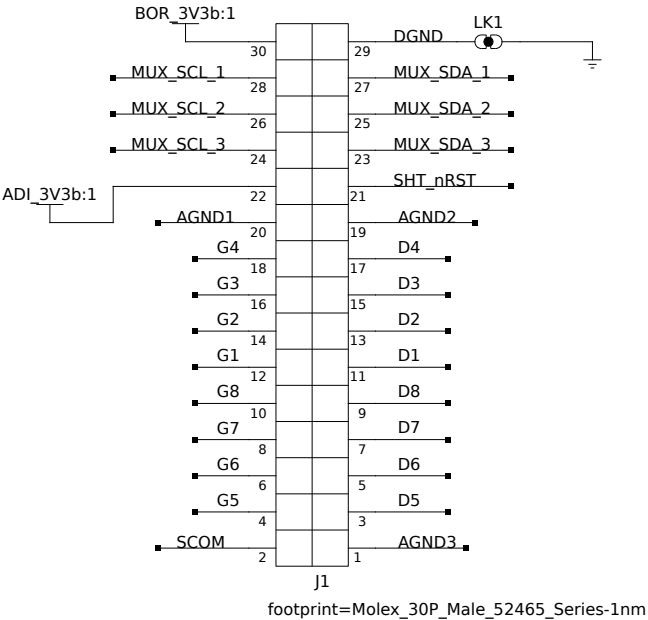 BOR_3V3b:1
LK1
DGND
30 29
MUX_SCL_1 MUX_SDA_1
28 27
MUX_SCL_2 MUX_SDA_2
26 25
MUX_SCL_3 MUX_SDA_3
24 23
ADI_3V3b:1 SHT_nRST
22 21
AGND1 AGND2
20 19
G4 D4
18 17
G3 D3
16 15
G2 D2
14 13
G1 D1
12 11
G8 D8
10 9
G7 D7
8 7
G6 D6
6 5
G5 D5
4 3
SCOM AGND3
2 1
J1
footprint=Molex_30P_Male_52465_Series-1nm